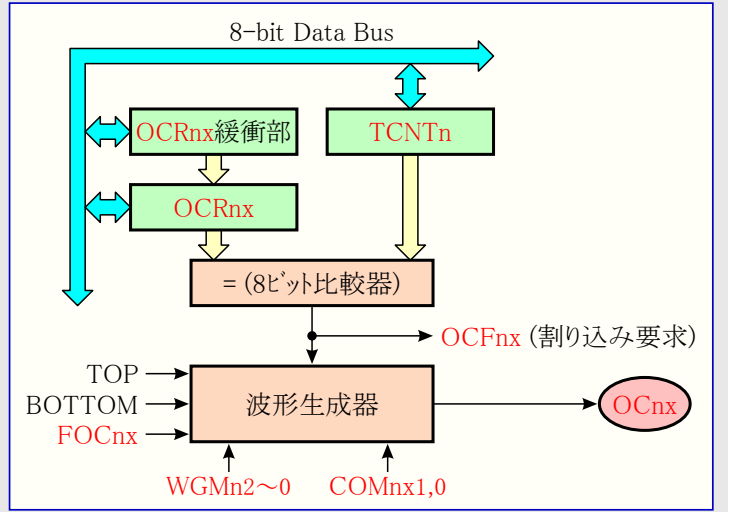 8-bit Data Bus
OCRnx緩衝部
TCNTn
OCRnx
= (8ﾋﾞｯﾄ比較器)
OCFnx (割り込み要求)
TOP
BOTTOM
FOCnx
波形生成器
OCnx
WGMn2～0
COMnx1,0